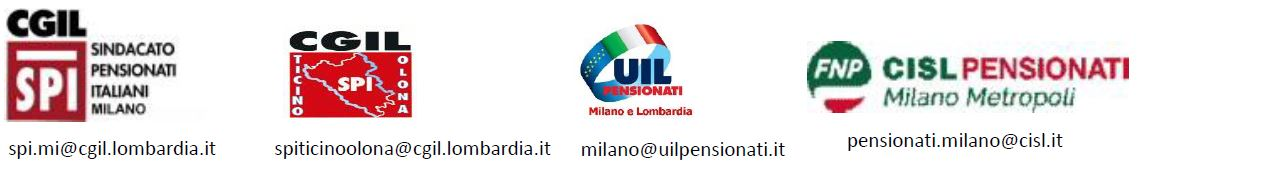 CGIL
SPI
SINDACATO
PENSIONATI
ITALIANI
MILANO
spi.mi@cgil.lombardia.it
CGIL
TICINO
SPI
OLONA
spiticinoolona@cgil.lombardia.it
UIL
PENSIONATI
Milano e Lombardia
milano@uilpensionati.it
FNP
CISL PENSIONATI
Milano Metropoli
pensionati.milano@cisl.it